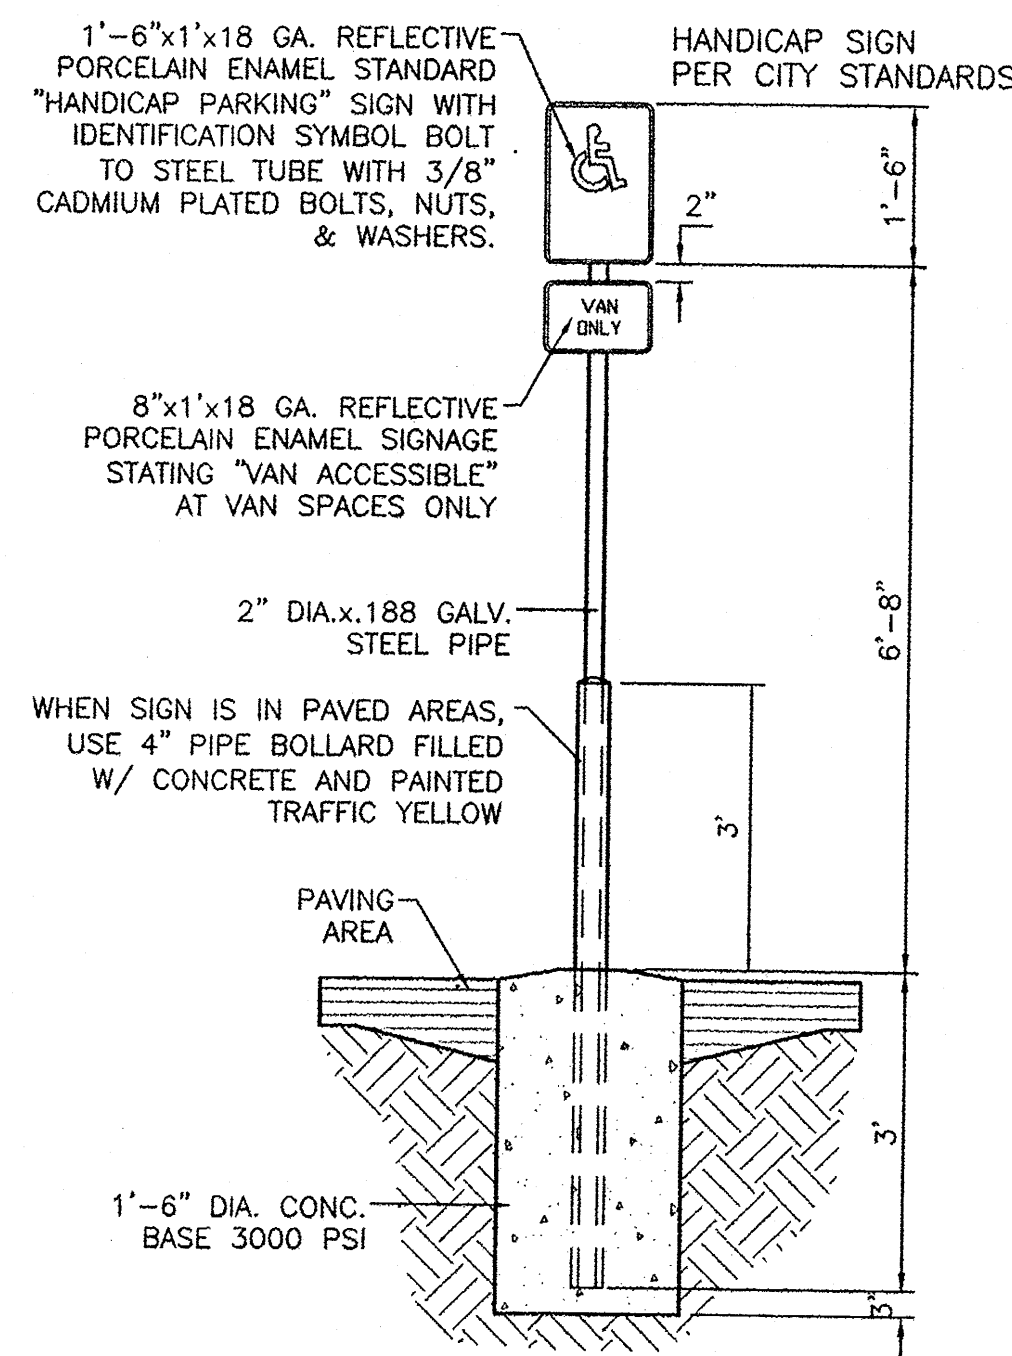 1'-6"x1'x18 GA. REFLECTIVE
PORCELAIN ENAMEL STANDARD
"HANDICAP PARKING" SIGN WITH
IDENTIFICATION SYMBOL BOLT
TO STEEL TUBE WITH 3/8"
CADMIUM PLATED BOLTS, NUTS,
& WASHERS.
HANDICAP SIGN
PER CITY STANDARDS
1'-6"
2"
VAN
ONLY
8"x1'x18 GA. REFLECTIVE
PORCELAIN ENAMEL SIGNAGE
STATING "VAN ACCESSIBLE"
AT VAN SPACES ONLY
6'-8"
2" DIA.x.188 GALV.
STEEL PIPE
WHEN SIGN IS IN PAVED AREAS,
USE 4" PIPE BOLLARD FILLED
W/ CONCRETE AND PAINTED
TRAFFIC YELLOW
3'
PAVING
AREA
3'
1'-6" DIA. CONC.
BASE 3000 PSI
3"